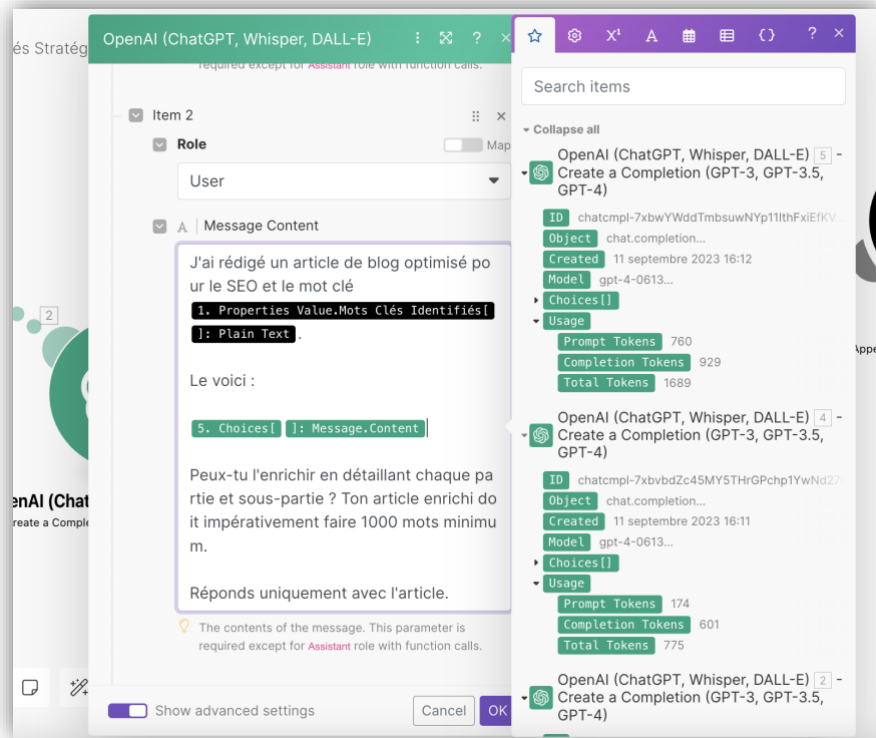 és Stratég
OpenAI (ChatGPT, Whisper, DALL-E)
required except for Assistant role with function calls.
Item 2
Role
Map
User
A Message Content
J'ai rédigé un article de blog optimisé po
ur le SEO et le mot clé
1. Properties Value.Mots Clés Identifiés[
]: Plain Text .
Le voici :
5. Choices[ ]: Message.Content
Peux-tu l'enrichir en détaillant chaque pa
rtie et sous-partie ? Ton article enrichi do
it impérativement faire 1000 mots minimu
m.
Réponds uniquement avec l'article.
The contents of the message. This parameter is
required except for Assistant role with function calls.
Show advanced settings
Cancel
OK
2
enAI (Chat
reate a Comple
Search items
Collapse all
OpenAI (ChatGPT, Whisper, DALL-E) 5 -
Create a Completion (GPT-3, GPT-3.5,
GPT-4)
ID chatcmpl-7xbwYWddTmbsuwNYp11lthFxiEfKV...
Object chat.completion...
Created 11 septembre 2023 16:12
Model gpt-4-0613...
Choices[]
Usage
Prompt Tokens 760
Completion Tokens 929
Total Tokens 1689
OpenAI (ChatGPT, Whisper, DALL-E) 4 -
Create a Completion (GPT-3, GPT-3.5,
GPT-4)
ID chatcmpl-7xbvbdZc45MY5THrGPchp1YwNd27
Object chat.completion...
Created 11 septembre 2023 16:11
Model gpt-4-0613...
Choices[]
Usage
Prompt Tokens 174
Completion Tokens 601
Total Tokens 775
OpenAI (ChatGPT, Whisper, DALL-E) 2 -
Create a Completion (GPT-3, GPT-3.5,
GPT-4)
Appe